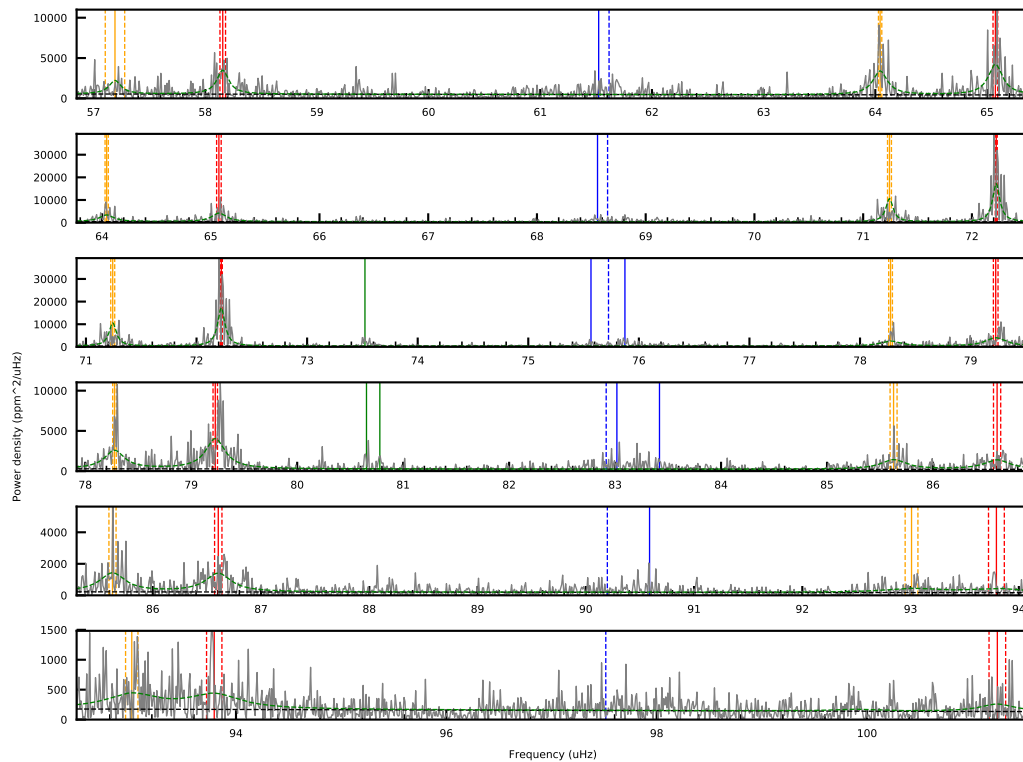 10000
5000
0
57 58 59 60 61 62 63 64 65
30000
20000
10000
0
64 65 66 67 68 69 70 71 72
30000
20000
10000
0
71 72 73 74 75 76 77 78 79
Power density (ppm^2/uHz)
10000
5000
0
78 79 80 81 82 83 84 85 86
4000
2000
0
86 87 88 89 90 91 92 93 94
1500
1000
500
0
94 96 98 100
Frequency (uHz)